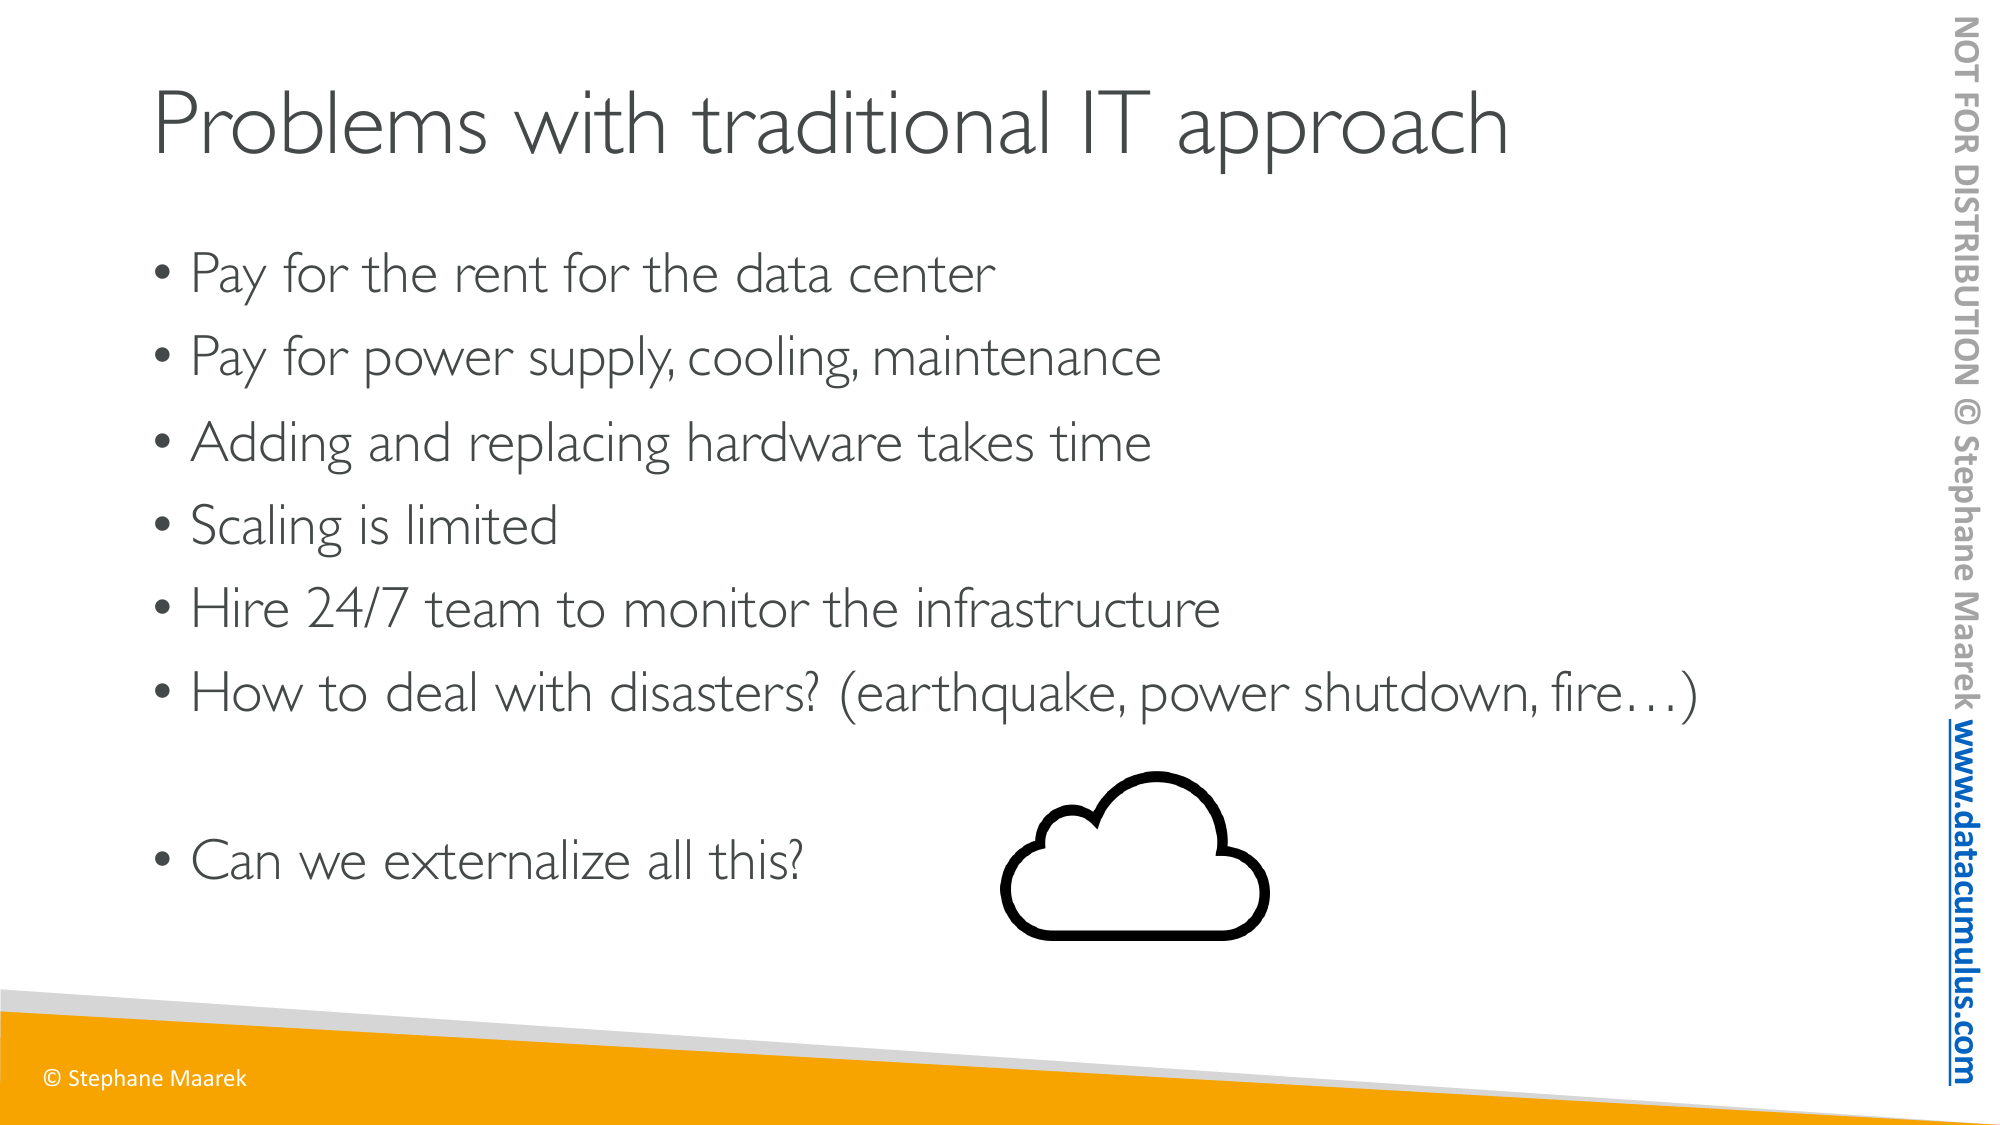 Problems with traditional IT approach
• Pay for the rent for the data center
• Pay for power supply, cooling, maintenance
• Adding and replacing hardware takes time
• Scaling is limited
• Hire 24/7 team to monitor the infrastructure
• How to deal with disasters? (earthquake, power shutdown, fire…)
• Can we externalize all this?
© Stephane Maarek
NOT FOR DISTRIBUTION © Stephane Maarek www.datacumulus.com